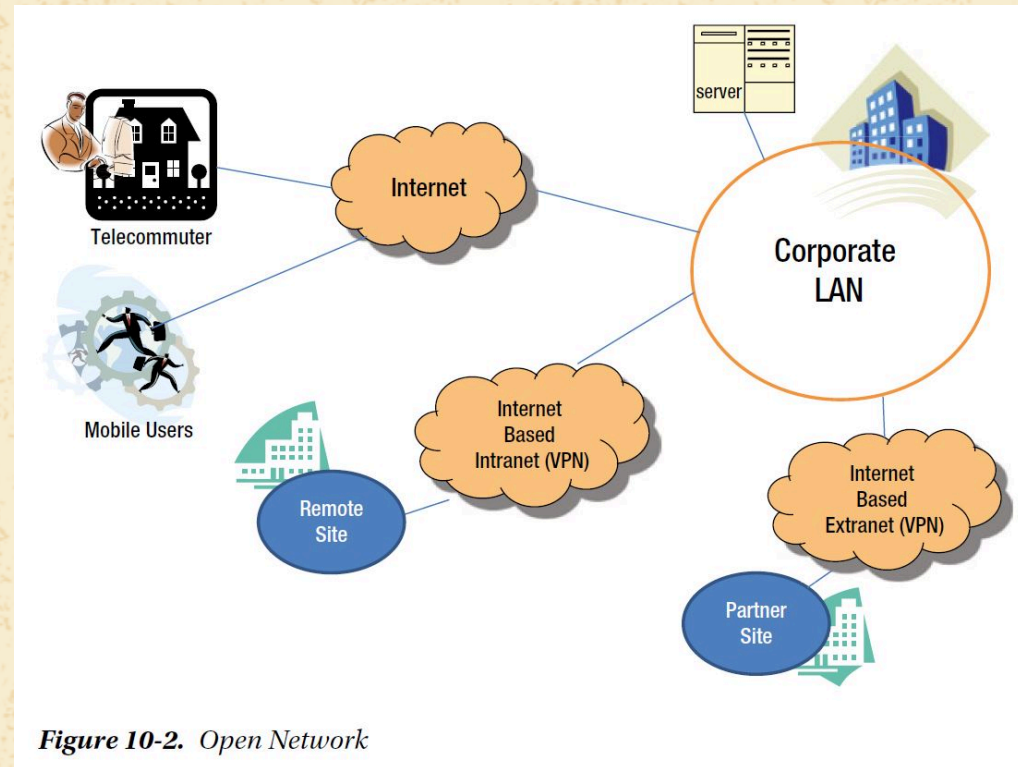 server
Internet
Telecommuter
Corporate
LAN
Mobile Users
Internet
Based
Intranet (VPN)
Remote
Site
Internet
Based
Extranet (VPN)
Partner
Site
Figure 10-2. Open Network